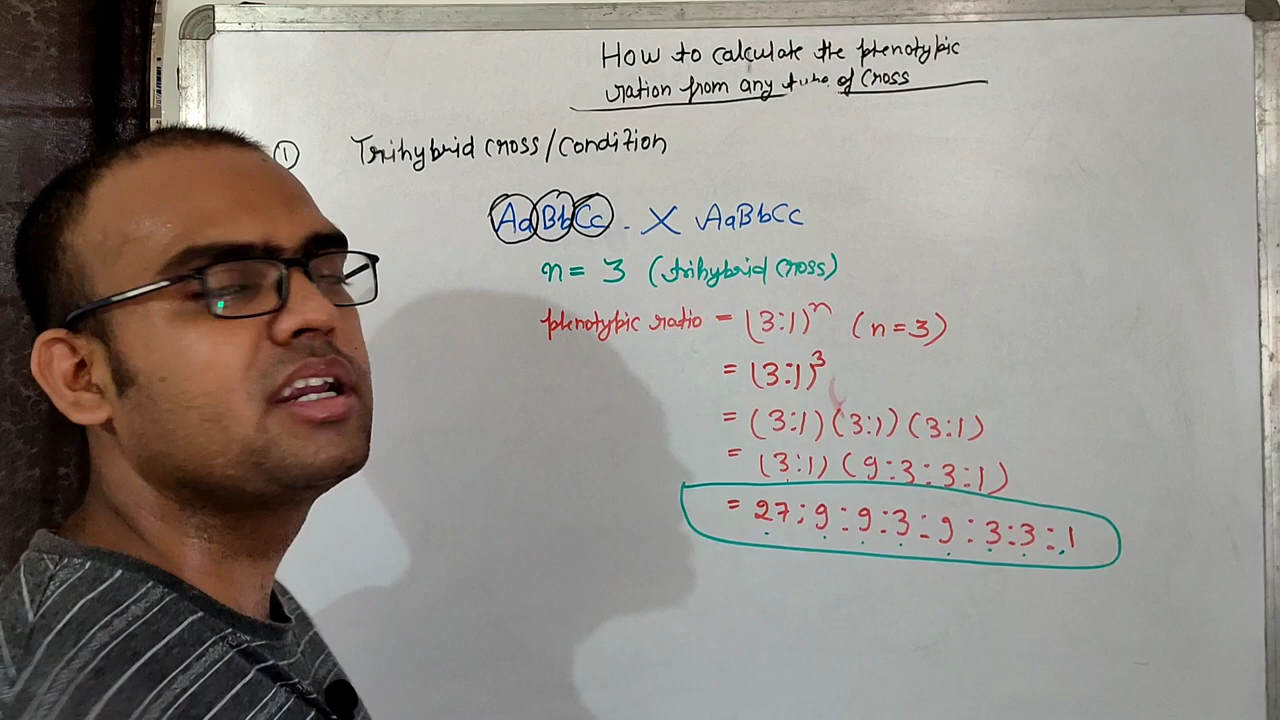 How to calculate the phenotypic
ration from any of Cross
① Trihybrid cross/condition
AaBbCc . X AaBbCc
n = 3 (trihybrid cross)
phenotypic ratio = (3:1)ⁿ (n=3)
= (3:1)³
= (3:1) (3:1) (3:1)
= (3:1) (9:3:3:1)
= 27:9:9:3:9:3:3:1